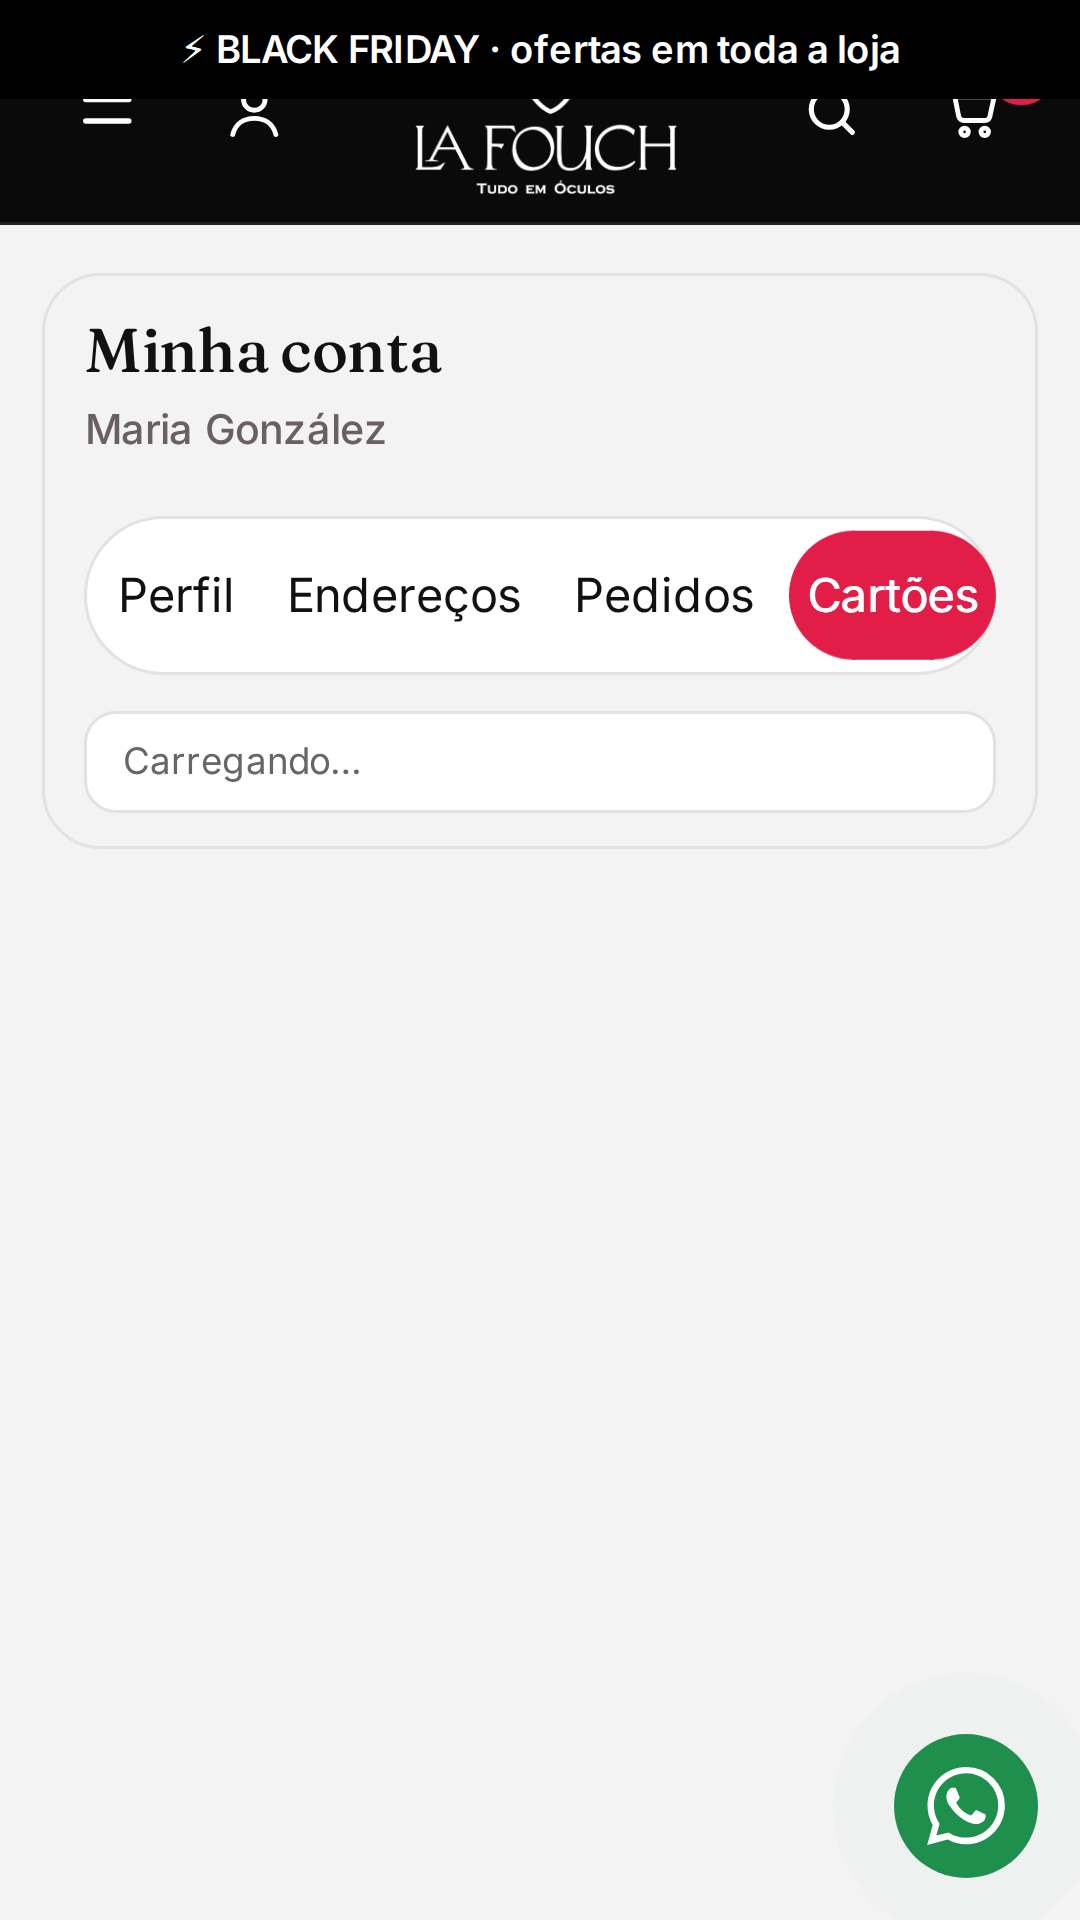 ⚡ BLACK FRIDAY · ofertas em toda a loja
LA FOUCH
TUDO EM ÓCULOS
Minha conta
Maria González
Perfil Endereços Pedidos Cartões
Carregando...